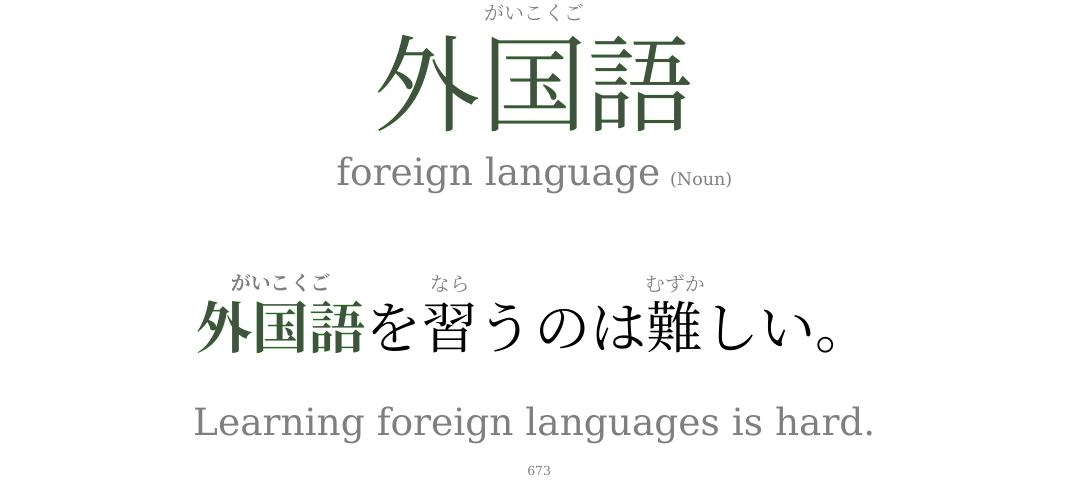 がいこくご
外国語
foreign language (Noun)
がいこくご なら むずか
外国語を習うのは難しい。
Learning foreign languages is hard.
673